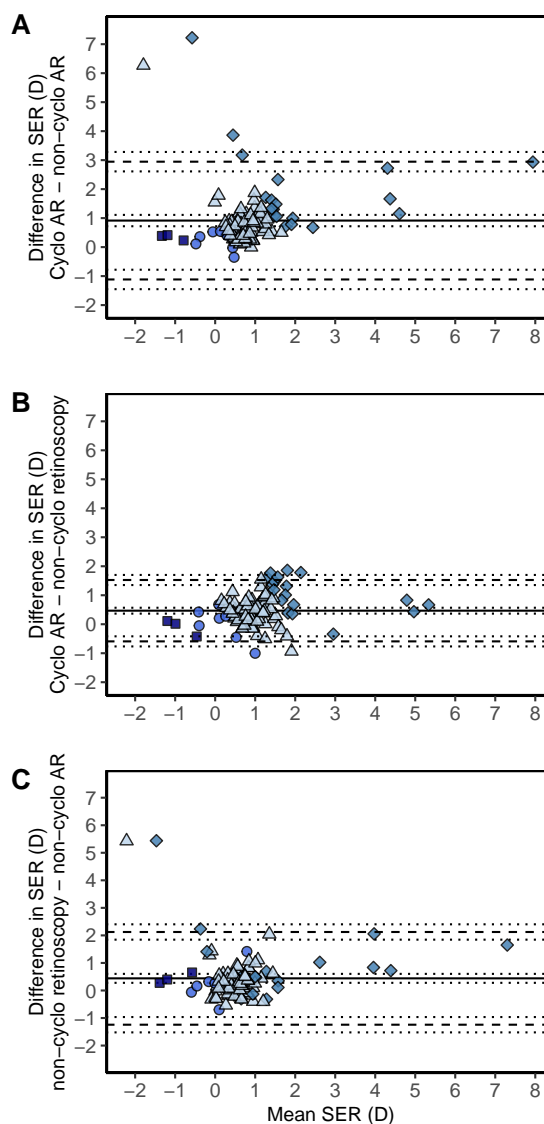 A
Difference in SER (D)
Cyclo AR − non−cyclo AR
7
6
5
4
3
2
1
0
−1
−2
−2 −1 0 1 2 3 4 5 6 7 8
B
Difference in SER (D)
Cyclo AR − non−cyclo retinoscopy
7
6
5
4
3
2
1
0
−1
−2
−2 −1 0 1 2 3 4 5 6 7 8
C
Difference in SER (D)
non−cyclo retinoscopy − non−cyclo AR
7
6
5
4
3
2
1
0
−1
−2
−2 −1 0 1 2 3 4 5 6 7 8
Mean SER (D)